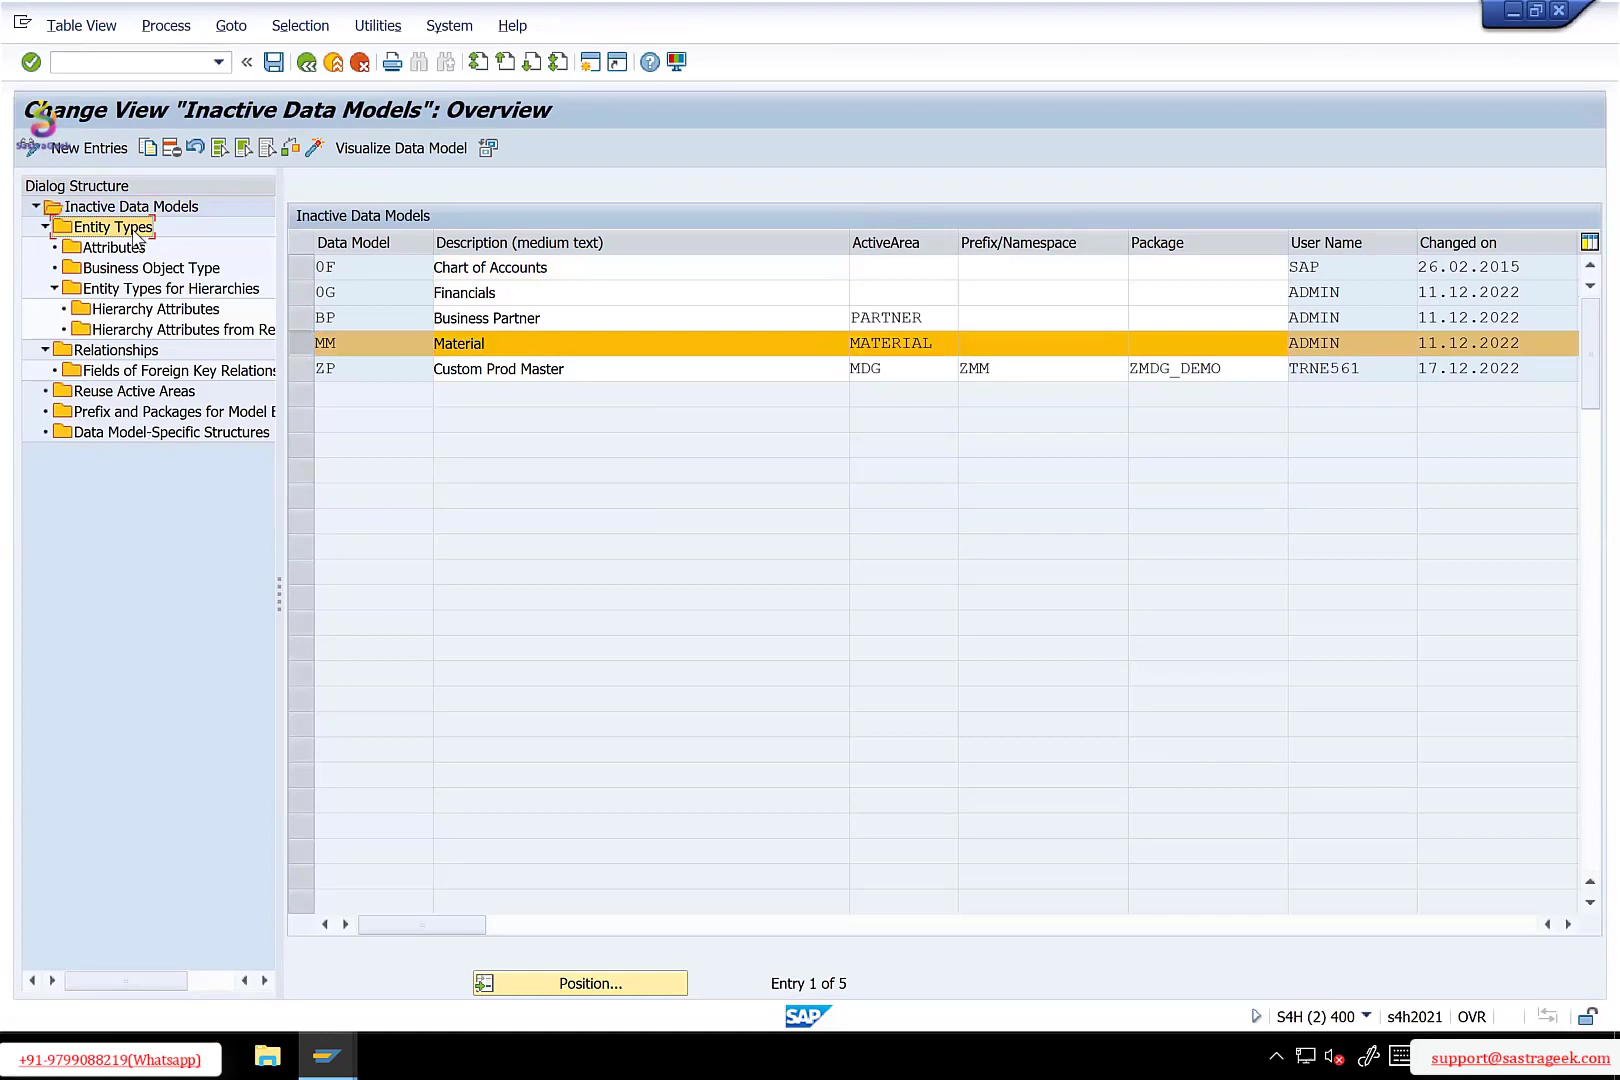 Table View Process Goto Selection Utilities System Help
Change View "Inactive Data Models": Overview
New Entries Visualize Data Model
Dialog Structure
Inactive Data Models
Entity Types
Attributes
Business Object Type
Entity Types for Hierarchies
Hierarchy Attributes
Hierarchy Attributes from Re
Relationships
Fields of Foreign Key Relations
Reuse Active Areas
Prefix and Packages for Model E
Data Model-Specific Structures
Inactive Data Models
Data Model Description (medium text) ActiveArea Prefix/Namespace Package User Name Changed on
0F Chart of Accounts SAP 26.02.2015
0G Financials ADMIN 11.12.2022
BP Business Partner PARTNER ADMIN 11.12.2022
MM Material MATERIAL ADMIN 11.12.2022
ZP Custom Prod Master MDG ZMM ZMDG_DEMO TRNE561 17.12.2022
Position... Entry 1 of 5
SAP S4H (2) 400 s4h2021 OVR
+91-9799088219(Whatsapp) support@sastrageek.com